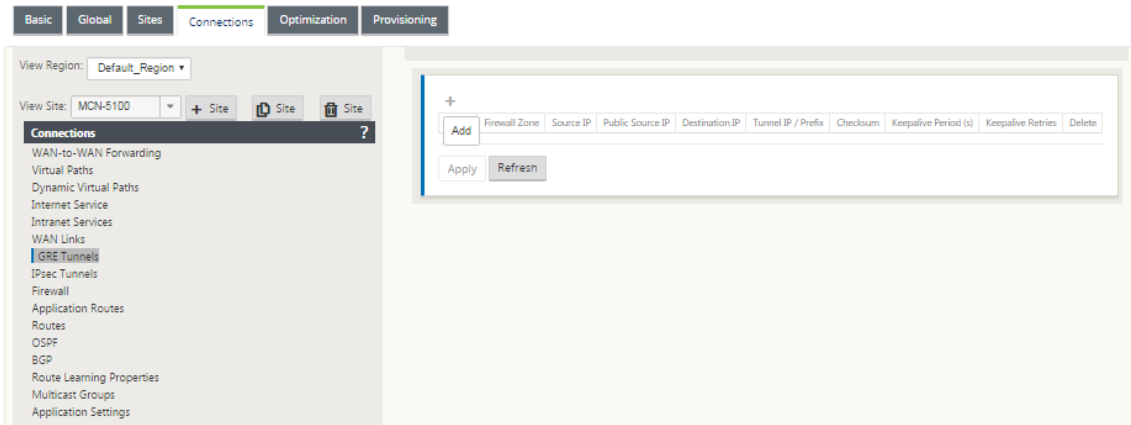 Basic Global Sites Connections Optimization Provisioning
View Region: Default_Region
View Site: MCN-5100 + Site Site Site
Connections ?
WAN-to-WAN Forwarding
Virtual Paths
Dynamic Virtual Paths
Internet Service
Intranet Services
WAN Links
GRE Tunnels
IPsec Tunnels
Firewall
Application Routes
Routes
OSPF
BGP
Route Learning Properties
Multicast Groups
Application Settings
+
Add Firewall Zone Source IP Public Source IP Destination IP Tunnel IP / Prefix Checksum Keepalive Period (s) Keepalive Retries Delete
Apply Refresh